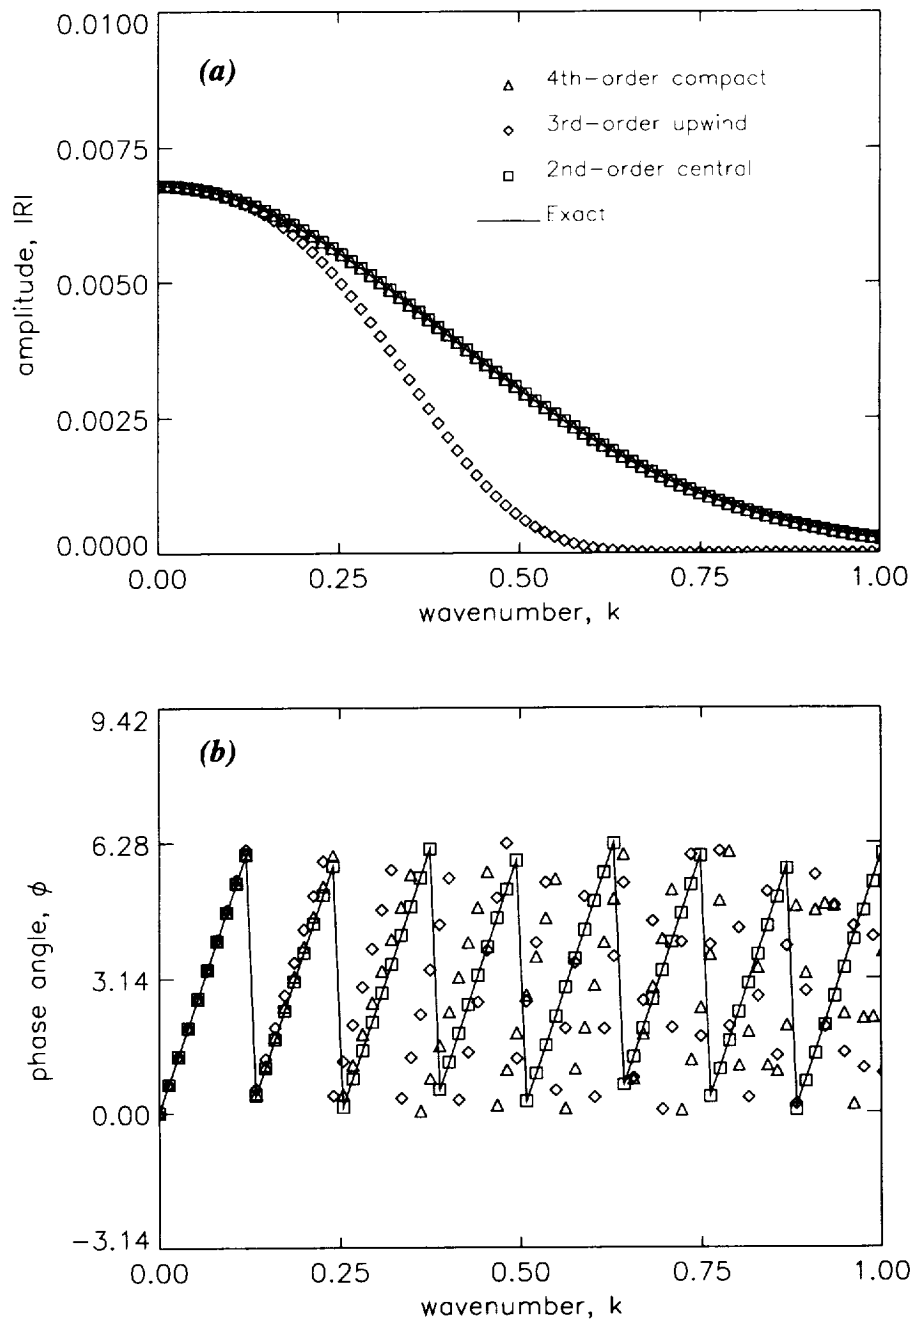 0.0100
(a)
4th-order compact
3rd-order upwind
2nd-order central
Exact
0.0075
0.0050
0.0025
0.0000
amplitude, |R|
0.00 0.25 0.50 0.75 1.00
wavenumber, k
9.42
(b)
6.28
3.14
0.00
-3.14
phase angle, ϕ
0.00 0.25 0.50 0.75 1.00
wavenumber, k